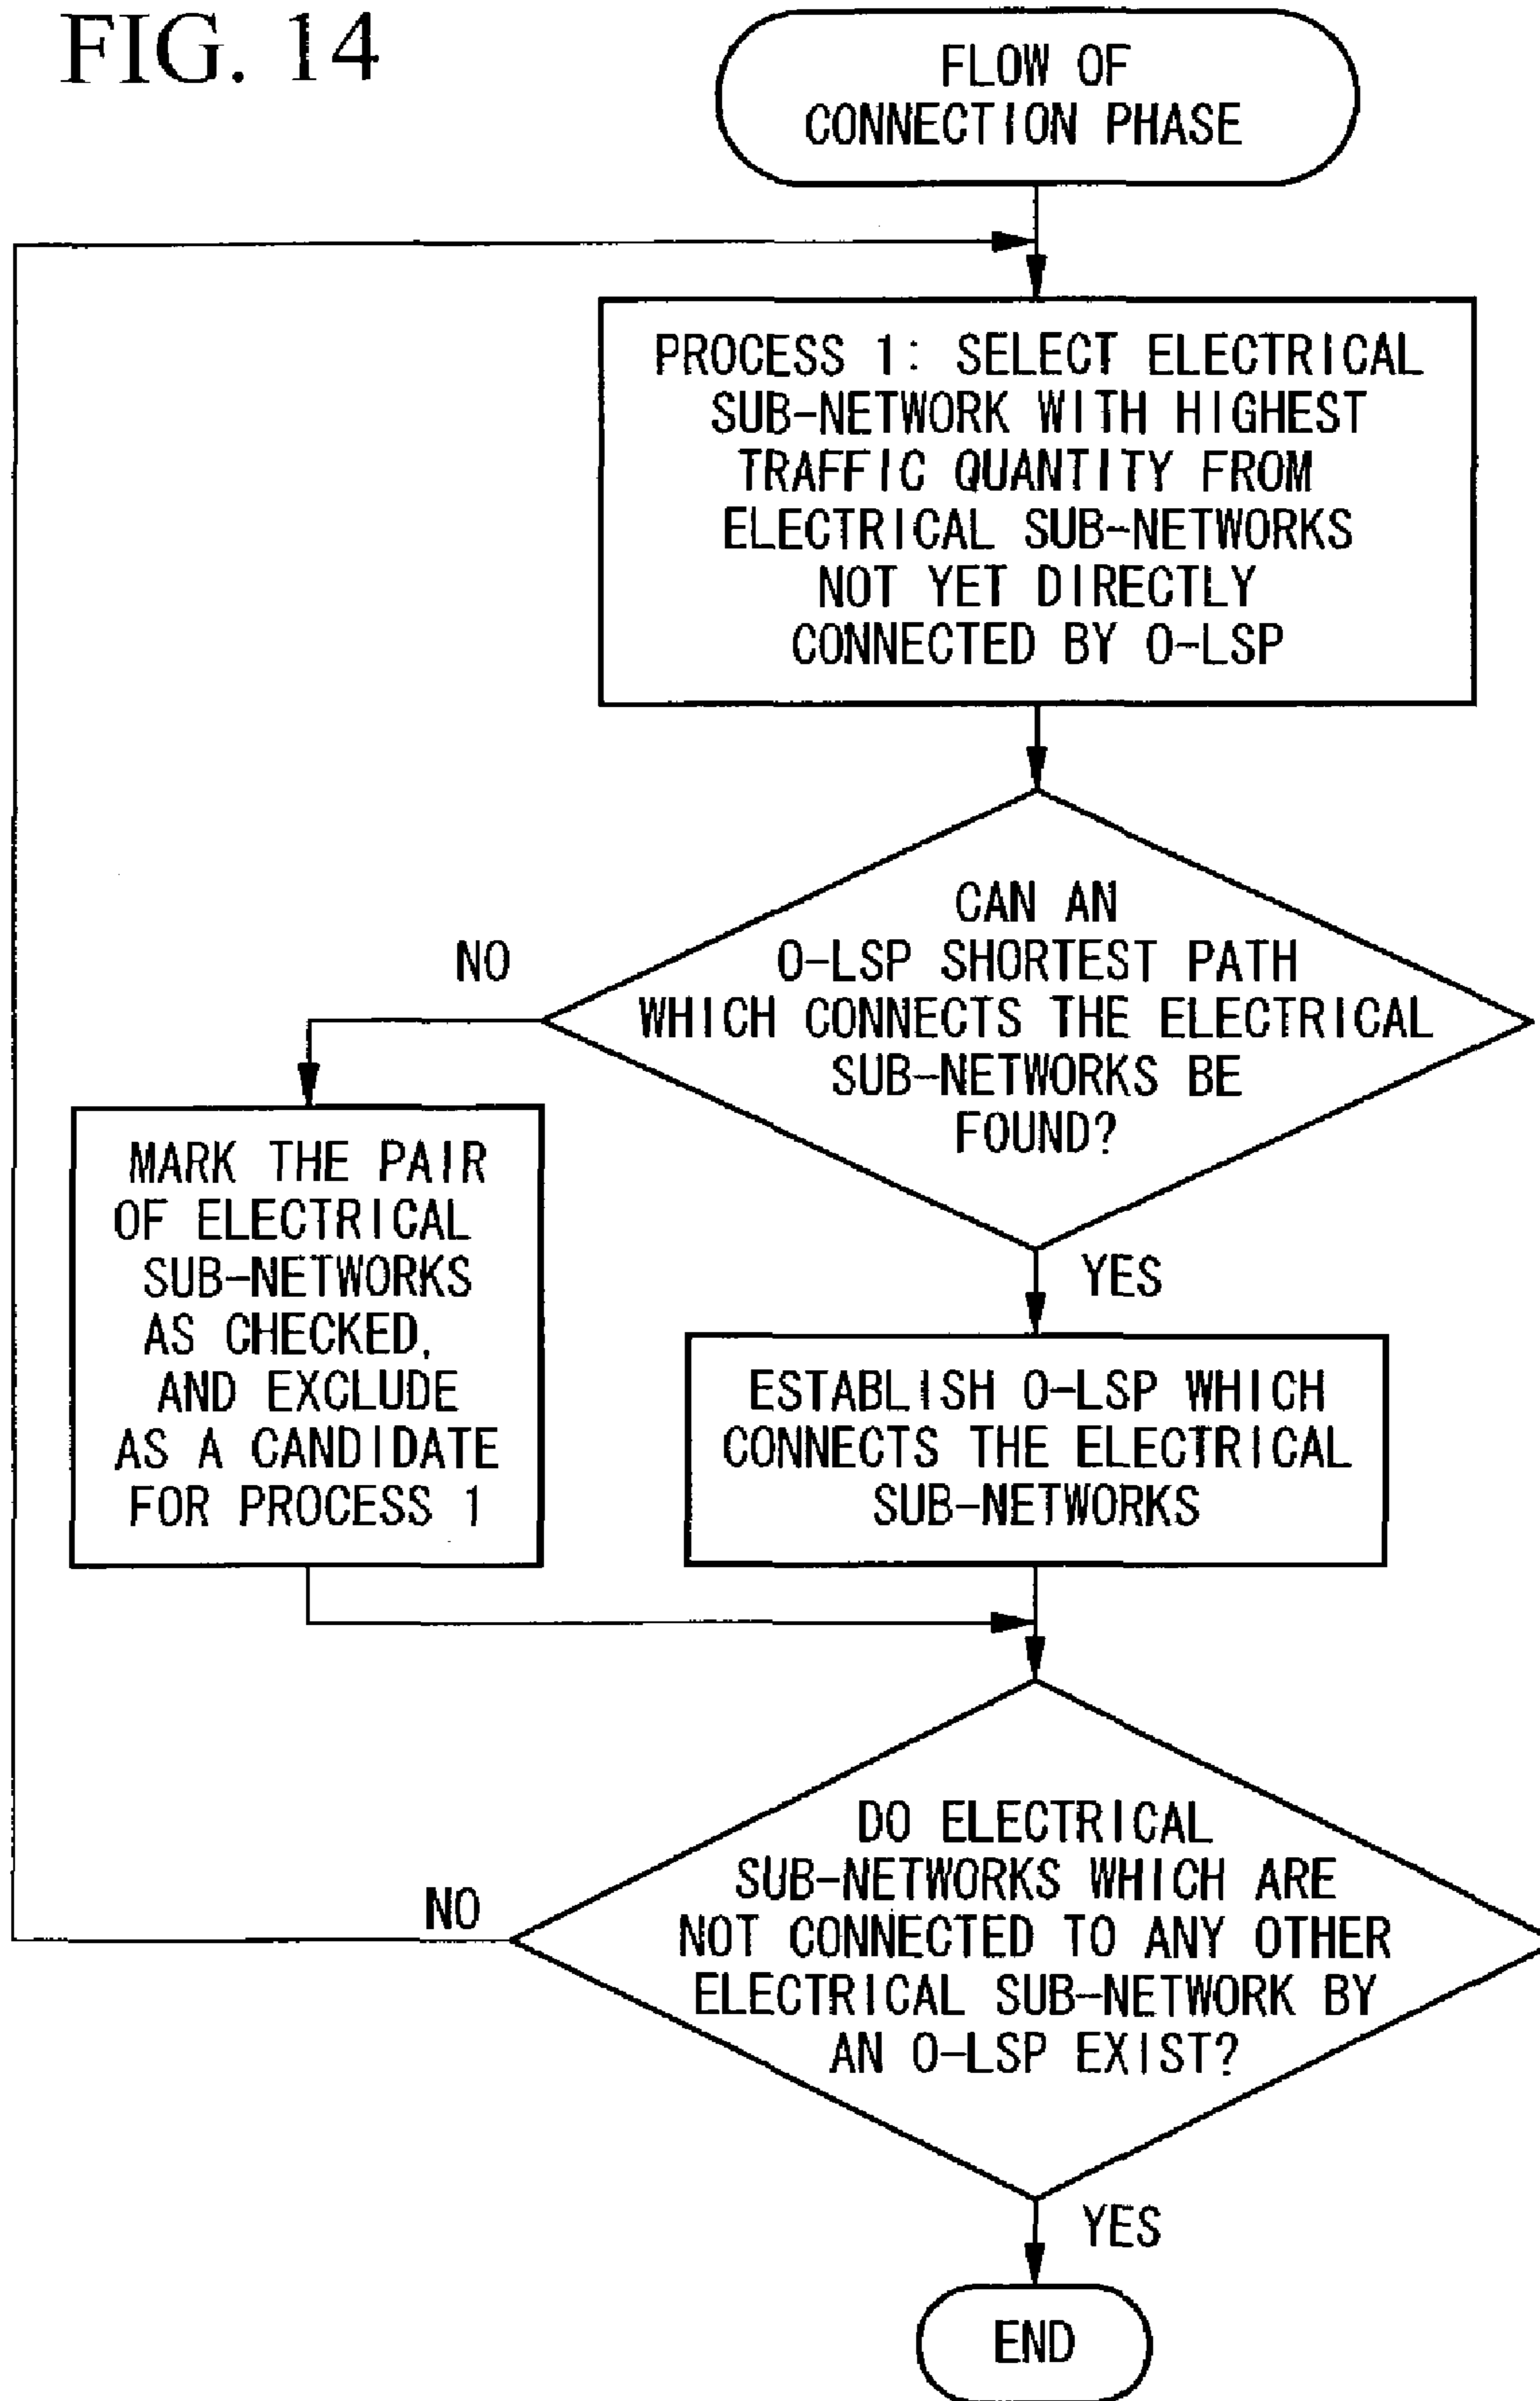 FIG. 14
FLOW OF
CONNECTION PHASE
PROCESS 1: SELECT ELECTRICAL
SUB-NETWORK WITH HIGHEST
TRAFFIC QUANTITY FROM
ELECTRICAL SUB-NETWORKS
NOT YET DIRECTLY
CONNECTED BY O-LSP
CAN AN
O-LSP SHORTEST PATH
WHICH CONNECTS THE ELECTRICAL
SUB-NETWORKS BE
FOUND?
NO
YES
MARK THE PAIR
OF ELECTRICAL
SUB-NETWORKS
AS CHECKED,
AND EXCLUDE
AS A CANDIDATE
FOR PROCESS 1
ESTABLISH O-LSP WHICH
CONNECTS THE ELECTRICAL
SUB-NETWORKS
DO ELECTRICAL
SUB-NETWORKS WHICH ARE
NOT CONNECTED TO ANY OTHER
ELECTRICAL SUB-NETWORK BY
AN O-LSP EXIST?
NO
YES
END